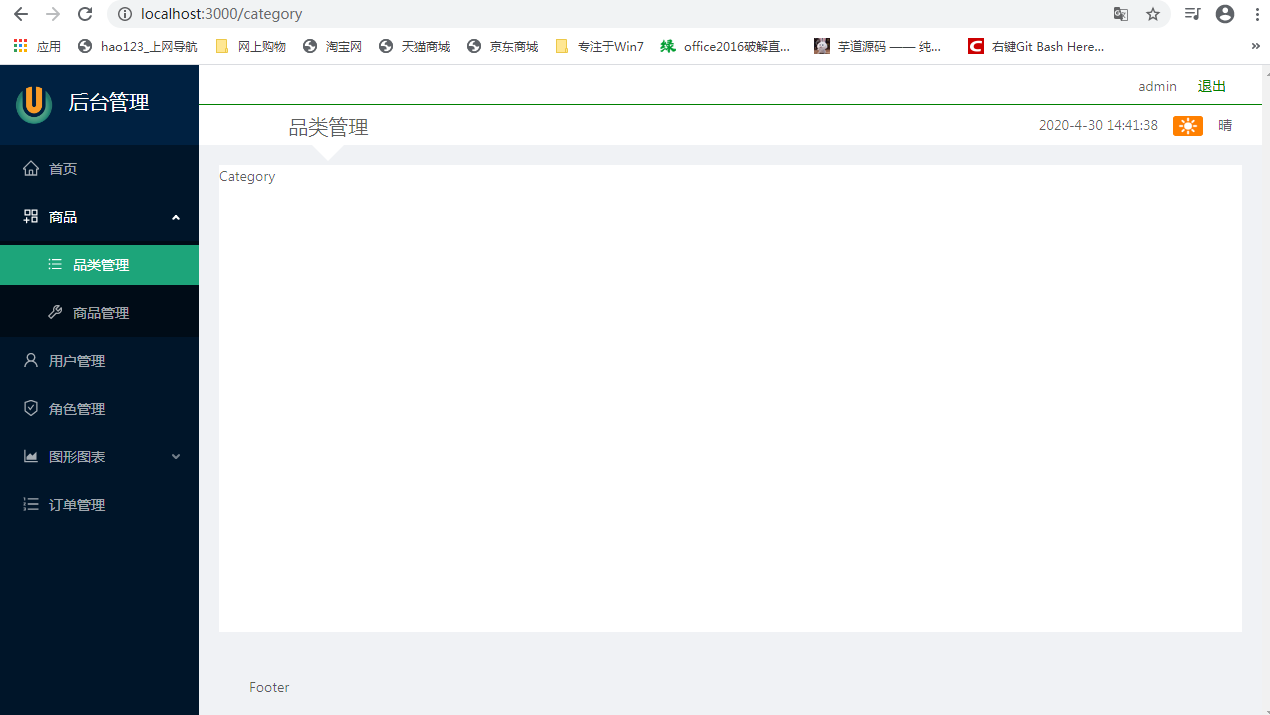 localhost:3000/category
应用 hao123_上网导航 网上购物 淘宝网 天猫商城 京东商城 专注于Win7 绿 office2016破解直... 芋道源码 —— 纯... C 右键Git Bash Here... »
U 后台管理
admin 退出
品类管理 2020-4-30 14:41:38 晴
首页
商品
品类管理
商品管理
用户管理
角色管理
图形图表
订单管理
Category
Footer